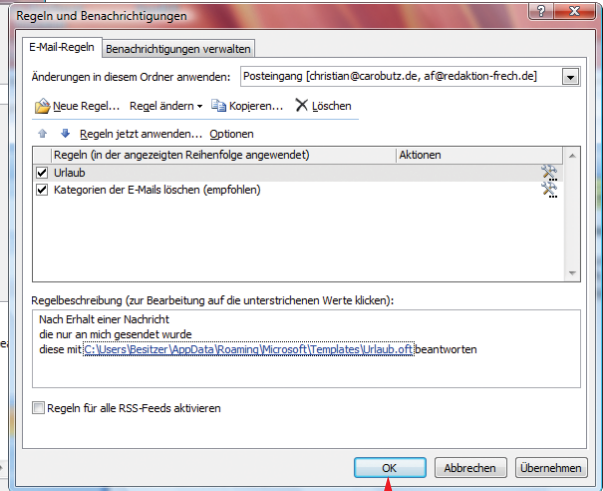 Regeln und Benachrichtigungen
E-Mail-Regeln Benachrichtigungen verwalten
Änderungen in diesem Ordner anwenden: Posteingang [christian@carobutz.de, af@redaktion-frech.de]
Neue Regel... Regel ändern Kopieren... Löschen
Regeln jetzt anwenden... Optionen
Regeln (in der angezeigten Reihenfolge angewendet) Aktionen
Urlaub
Kategorien der E-Mails löschen (empfohlen)
Regelbeschreibung (zur Bearbeitung auf die unterstrichenen Werte klicken):
Nach Erhalt einer Nachricht
die nur an mich gesendet wurde
diese mit C:\Users\Besitzer\AppData\Roaming\Microsoft\Templates\Urlaub.oft beantworten
Regeln für alle RSS-Feeds aktivieren
OK Abbrechen Übernehmen